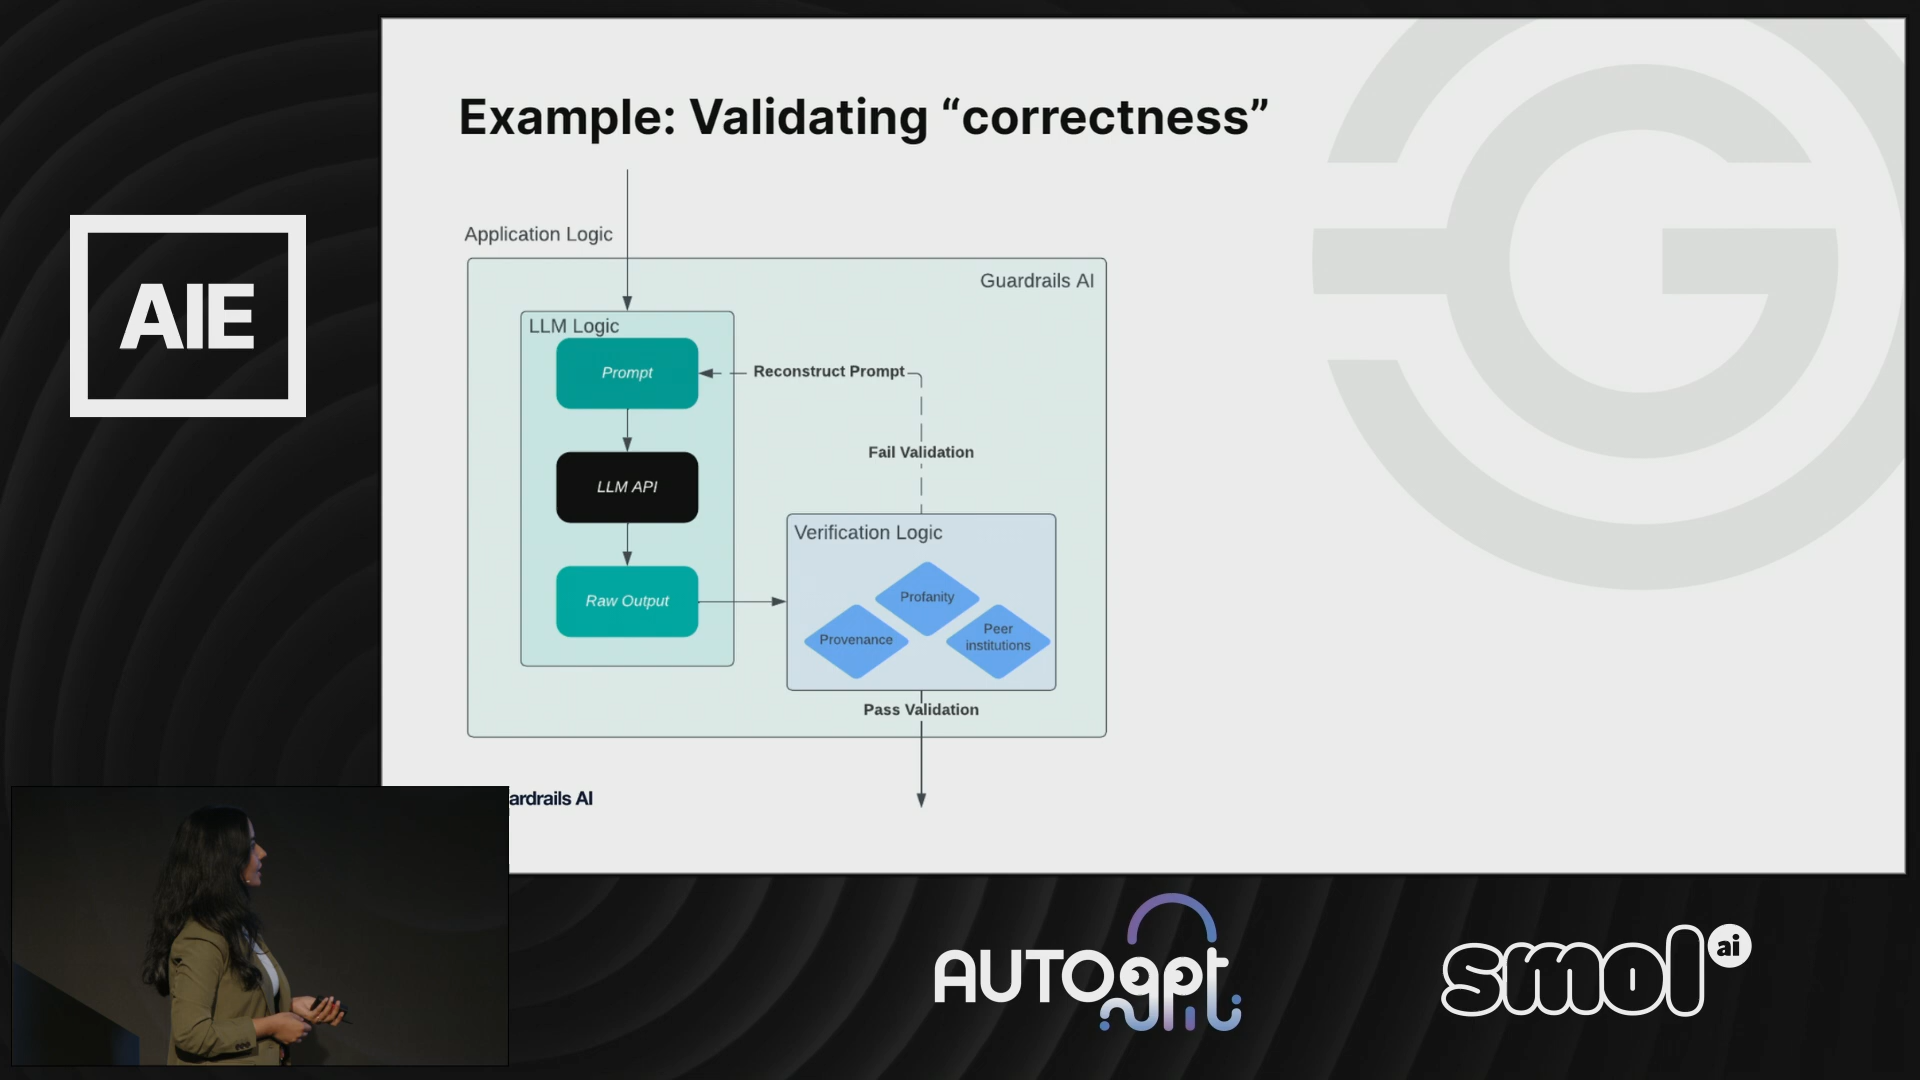 Example: Validating “correctness”
AIE
Application Logic
Guardrails AI
LLM Logic
Prompt
Reconstruct Prompt
Fail Validation
LLM API
Verification Logic
Raw Output
Profanity
Provenance
Peer
institutions
Pass Validation
ardrails AI
AUTOgpt
smol ai